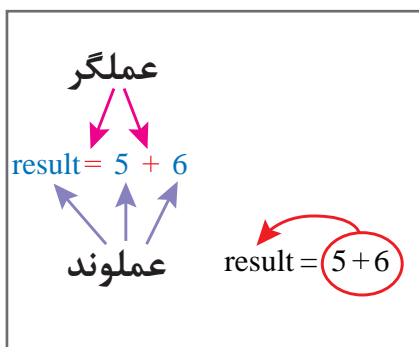 عملگر
result = 5 + 6
عملوند
result = 5 + 6